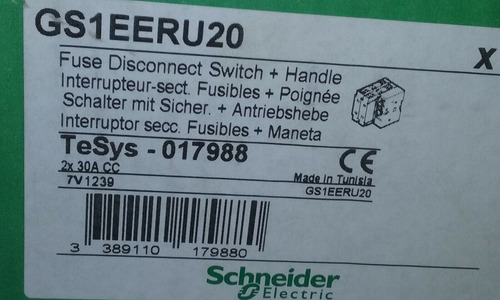 GS1EERU20
X
Fuse Disconnect Switch + Handle
Interrupteur-sect. Fusibles + Poignée
Schalter mit Sicher. + Antriebshebe
Interruptor secc. Fusibles + Maneta
TeSys - 017988
2x 30A CC
7V1239
CE
Made in Tunisia
GS1EERU20
3 389110 179880
Schneider
Electric